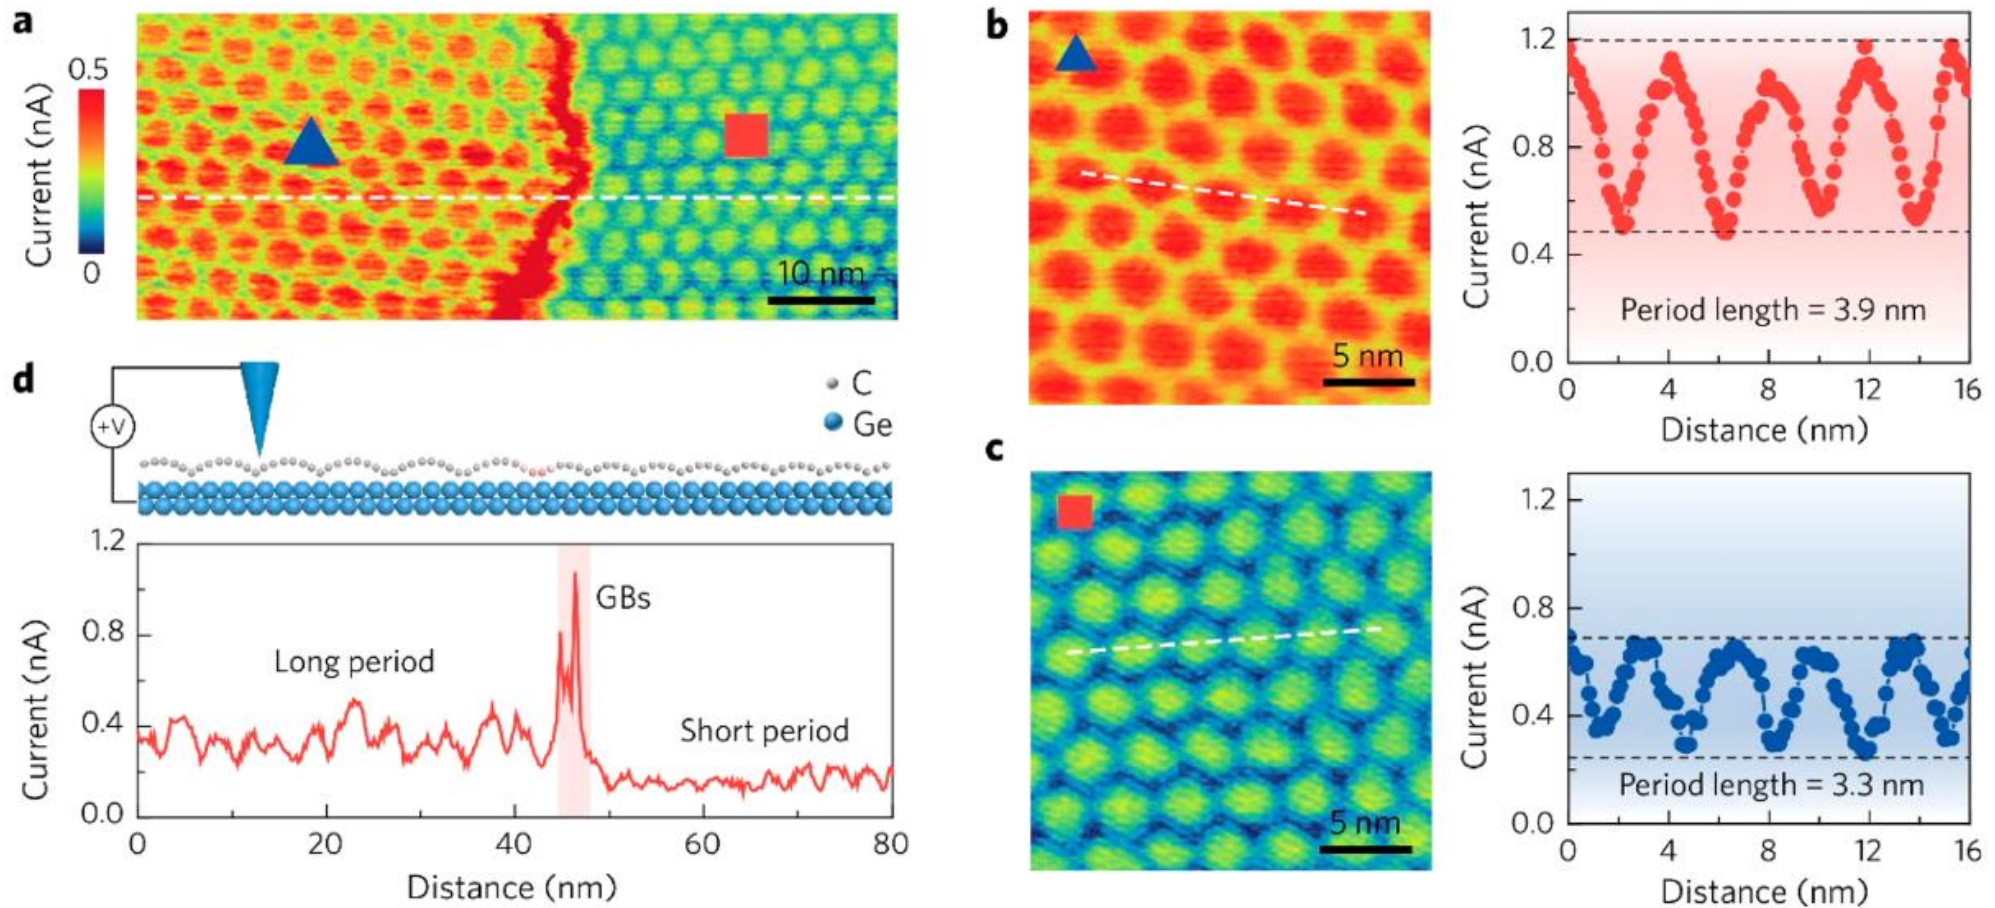 a
0.5
Current (nA)
0
10 nm
b
5 nm
1.2
0.8
0.4
0.0
Current (nA)
Period length = 3.9 nm
0 4 8 12 16
Distance (nm)
c
5 nm
1.2
0.8
0.4
0.0
Current (nA)
Period length = 3.3 nm
0 4 8 12 16
Distance (nm)
d
+V
C
Ge
1.2
0.8
0.4
0.0
Current (nA)
Long period
GBs
Short period
0 20 40 60 80
Distance (nm)